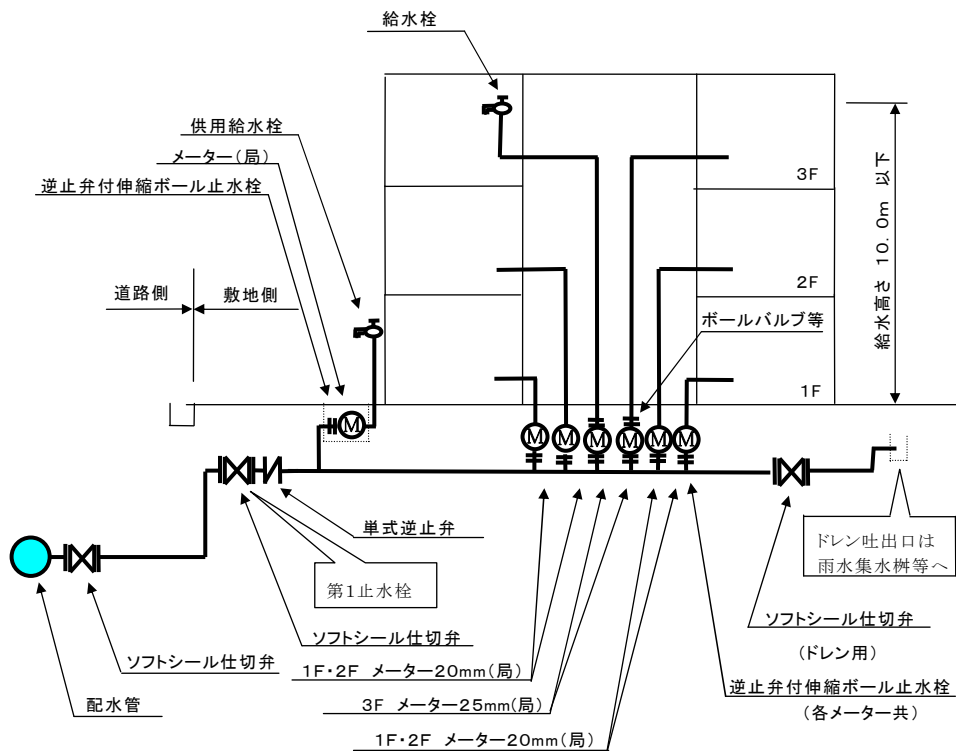 給水栓
供用給水栓
メーター(局)
逆止弁付伸縮ボール止水栓
3F
給水高さ 10.0m 以下
2F
道路側
敷地側
ボールバルブ等
1F
M
M
M
M
M
M
M
単式逆止弁
第1止水栓
ドレン吐出口は
雨水集水桝等へ
ソフトシール仕切弁
ソフトシール仕切弁
ソフトシール仕切弁
(ドレン用)
1F・2F メーター20mm(局)
配水管
3F メーター25mm(局)
逆止弁付伸縮ボール止水栓
(各メーター共)
1F・2F メーター20mm(局)